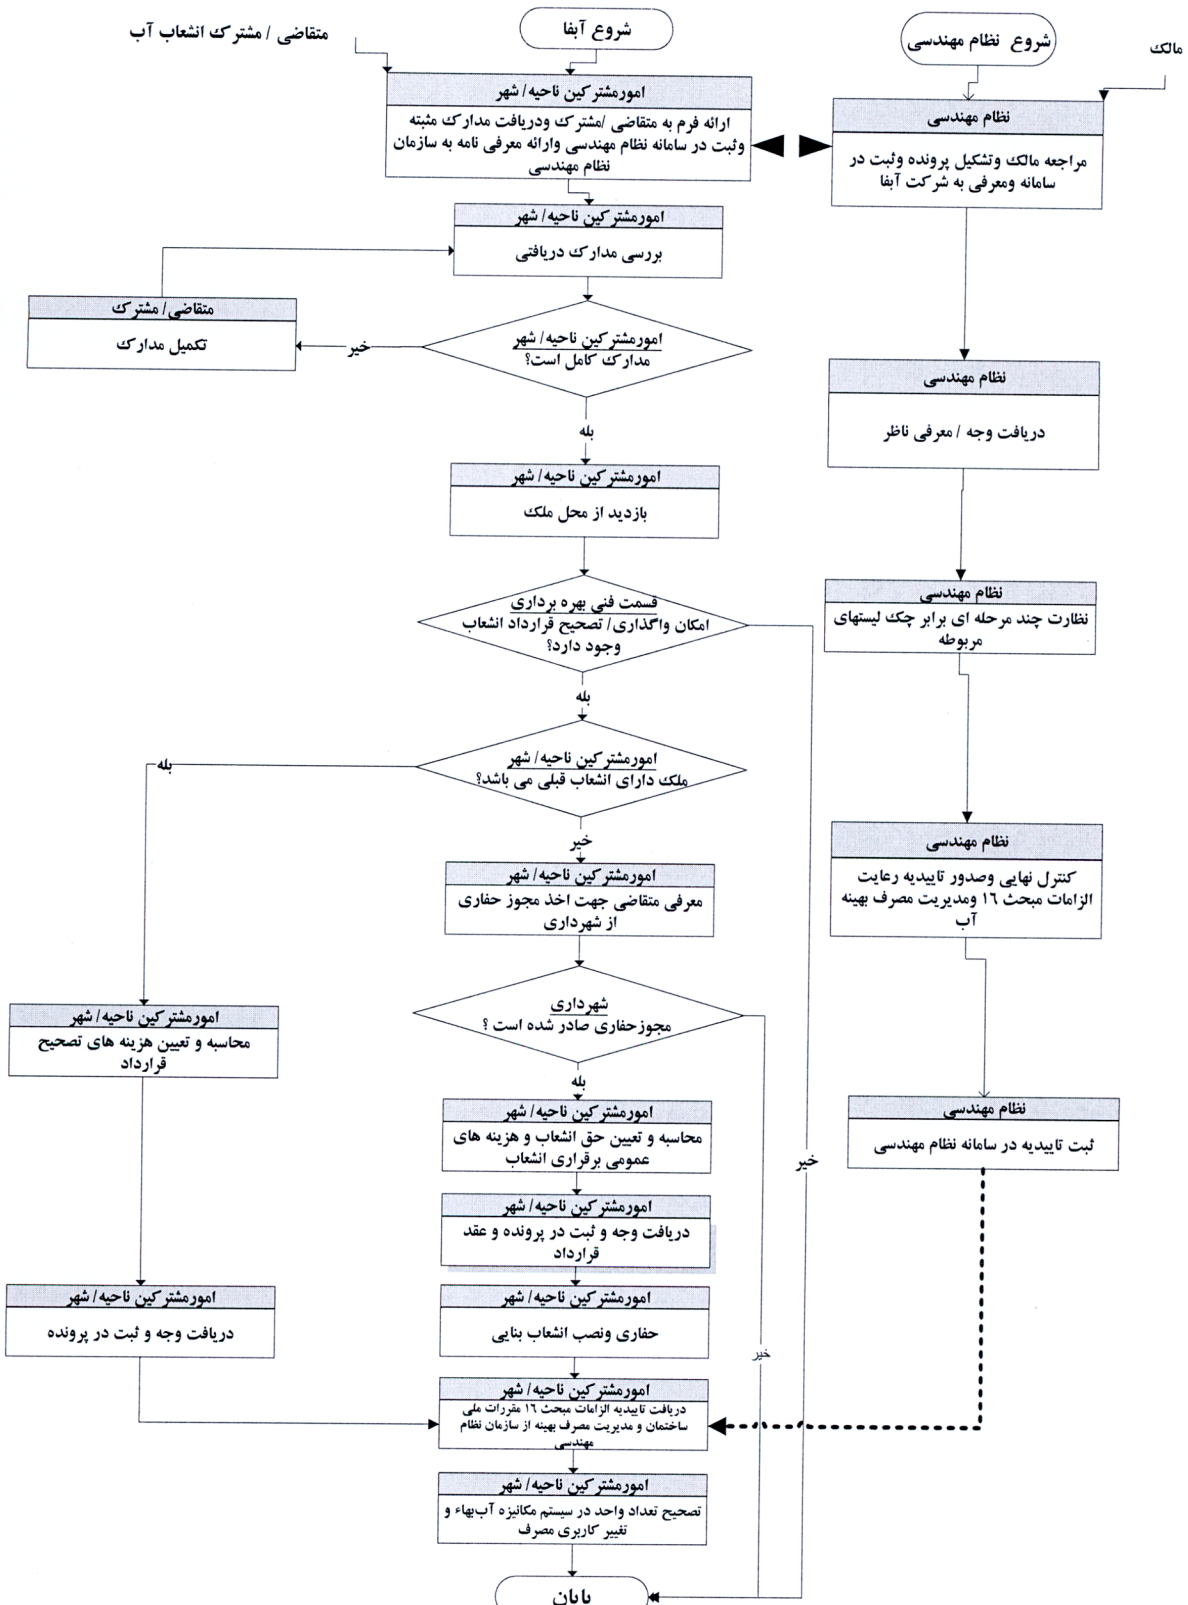 متقاضی / مشترک انشعاب آب
شروع آبفا
شروع نظام مهندسی
مالک
امورمشترکین ناحیه/ شهر
ارائه فرم به متقاضی /مشترک ودریافت مدارک مثبته
وثبت در سامانه نظام مهندسی وارائه معرفی نامه به سازمان
نظام مهندسی
نظام مهندسی
مراجعه مالک وتشکیل پرونده وثبت در
سامانه ومعرفی به شرکت آبفا
امورمشترکین ناحیه/ شهر
بررسی مدارک دریافتی
متقاضی/ مشترک
تکمیل مدارک
خیر
امورمشترکین ناحیه/ شهر
مدارک کامل است؟
بله
نظام مهندسی
دریافت وجه / معرفی ناظر
امورمشترکین ناحیه/ شهر
بازدید از محل ملک
قسمت فنی بهره برداری
امکان واگذاری/ تصحیح قرارداد انشعاب
وجود دارد؟
بله
نظام مهندسی
نظارت چند مرحله ای برابر چک لیستهای
مربوطه
امورمشترکین ناحیه/ شهر
ملک دارای انشعاب قبلی می باشد؟
بله
خیر
نظام مهندسی
کنترل نهایی وصدور تاییدیه رعایت
الزامات مبحث ١٦ ومدیریت مصرف بهینه
آب
امورمشترکین ناحیه/ شهر
معرفی متقاضی جهت اخذ مجوز حفاری
از شهرداری
شهرداری
مجوزحفاری صادر شده است ؟
بله
امورمشترکین ناحیه/ شهر
محاسبه و تعیین هزینه های تصحیح
قرارداد
نظام مهندسی
ثبت تاییدیه در سامانه نظام مهندسی
امورمشترکین ناحیه/ شهر
محاسبه و تعیین حق انشعاب و هزینه های
عمومی برقراری انشعاب
خیر
امورمشترکین ناحیه/ شهر
دریافت وجه و ثبت در پرونده و عقد
قرارداد
امورمشترکین ناحیه/ شهر
حفاری ونصب انشعاب بنایی
امورمشترکین ناحیه/ شهر
دریافت وجه و ثبت در پرونده
خیر
امورمشترکین ناحیه/ شهر
دریافت تاییدیه الزامات مبحث ١٦ مقررات ملی
ساختمان و مدیریت مصرف بهینه از سازمان نظام
مهندسی
امورمشترکین ناحیه/ شهر
تصحیح تعداد واحد در سیستم مکانیزه آب‌بهاء و
تغییر کاربری مصرف
پایان